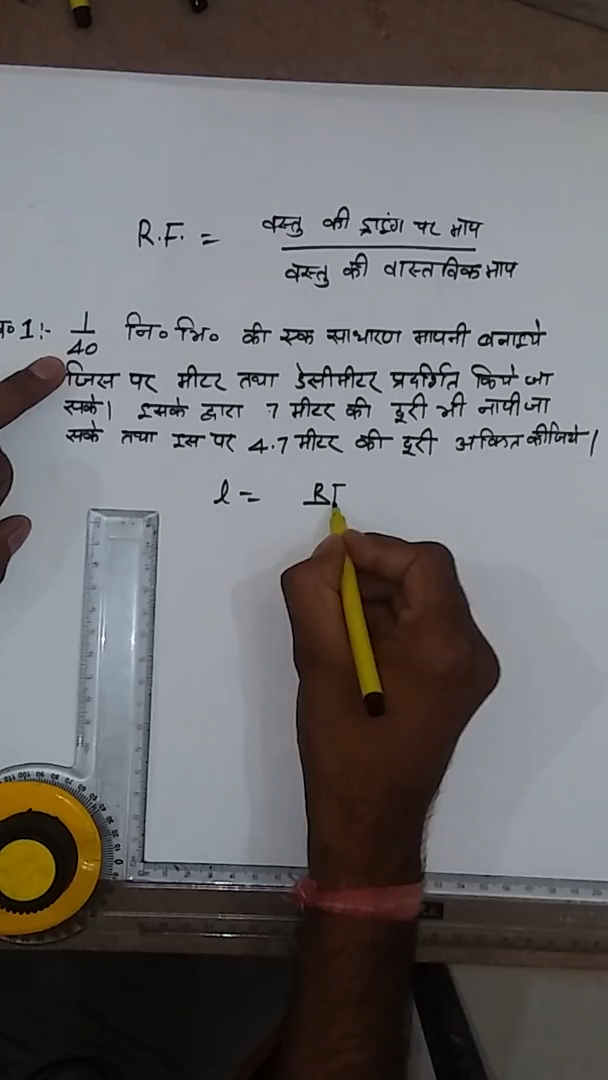 R.F. = वस्तु की ड्राइंग पर माप
वस्तु की वास्तविक माप
प्र० 1:- 1/40 नि० भि० की एक साधारण मापनी बनाइये
जिस पर मीटर तथा डेसीमीटर प्रदर्शित किये जा
सके। इसके द्वारा 7 मीटर की दूरी भी नापी जा
सके तथा इस पर 4.7 मीटर की दूरी अंकित कीजिये।
l =